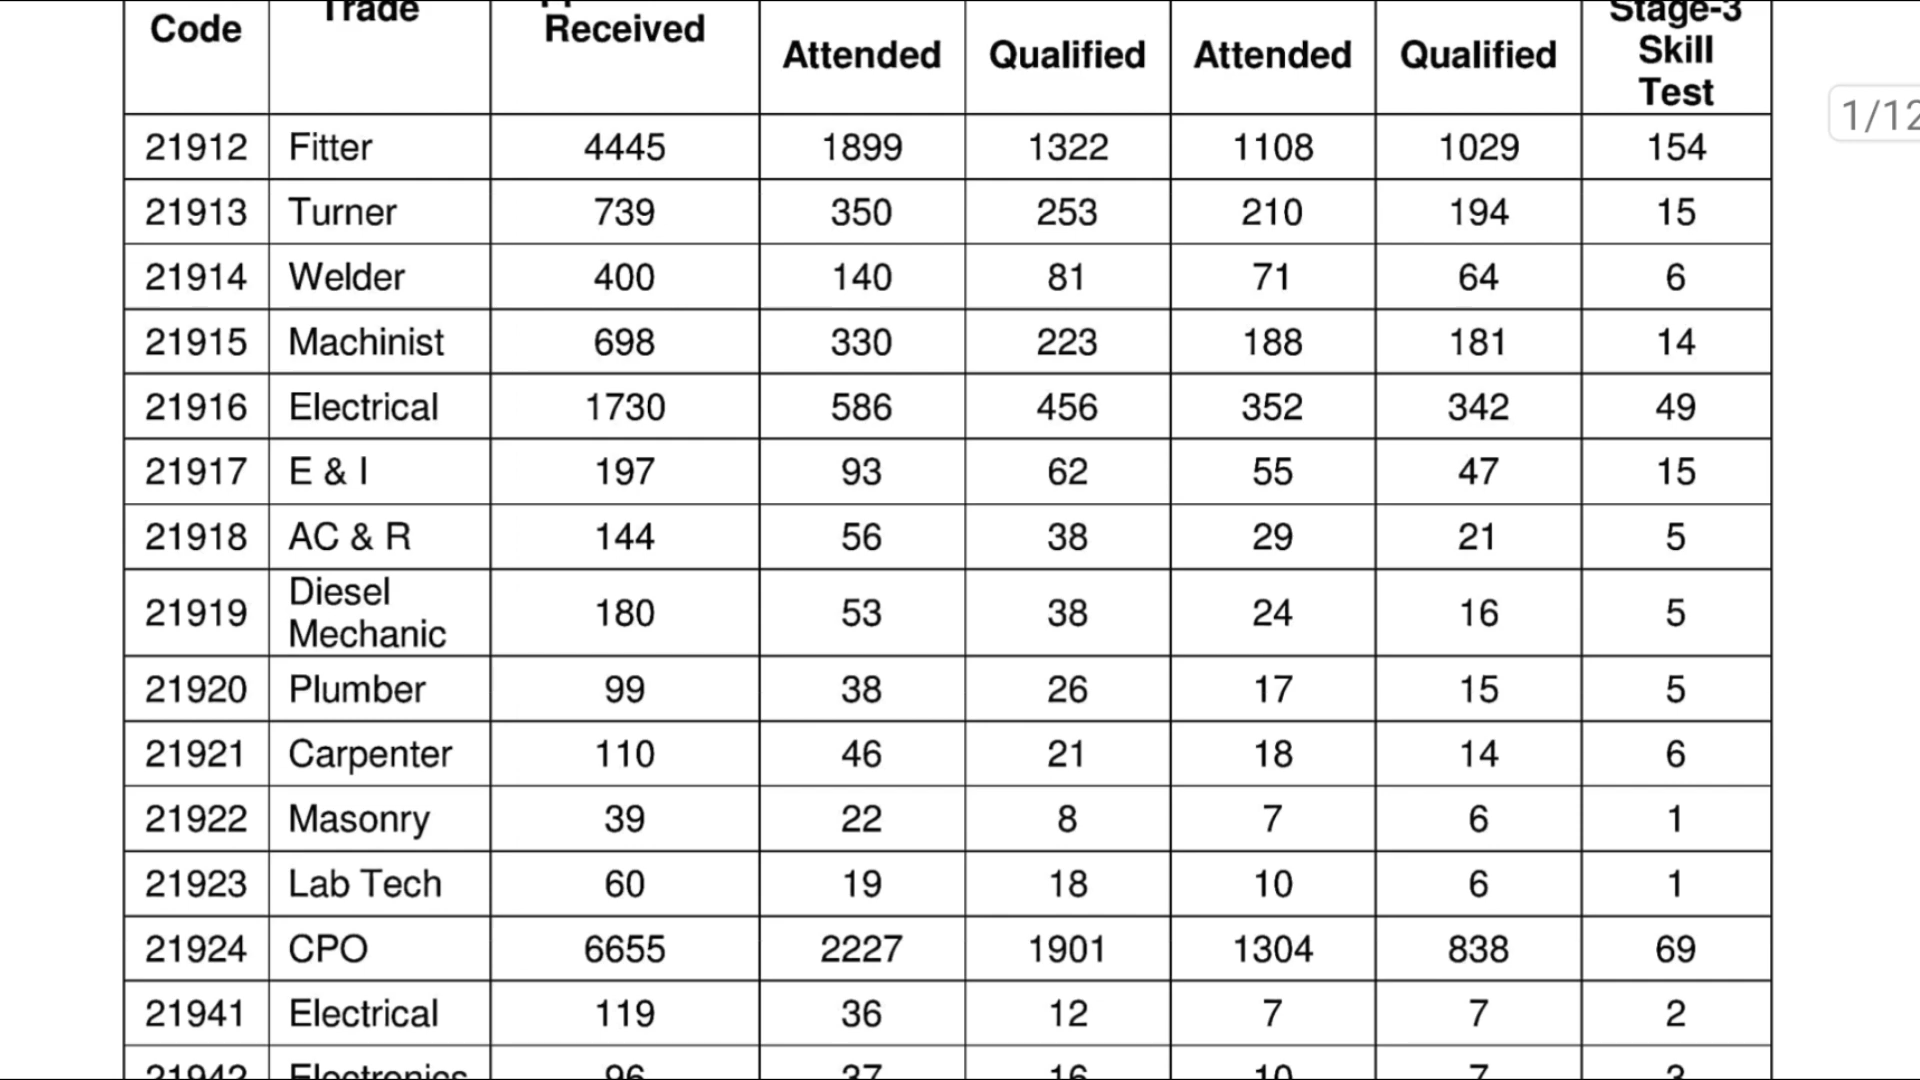 Code Trade Received Attended Qualified Attended Qualified Stage-3
Skill
Test
1/12
21912 Fitter 4445 1899 1322 1108 1029 154
21913 Turner 739 350 253 210 194 15
21914 Welder 400 140 81 71 64 6
21915 Machinist 698 330 223 188 181 14
21916 Electrical 1730 586 456 352 342 49
21917 E & I 197 93 62 55 47 15
21918 AC & R 144 56 38 29 21 5
21919 Diesel
Mechanic 180 53 38 24 16 5
21920 Plumber 99 38 26 17 15 5
21921 Carpenter 110 46 21 18 14 6
21922 Masonry 39 22 8 7 6 1
21923 Lab Tech 60 19 18 10 6 1
21924 CPO 6655 2227 1901 1304 838 69
21941 Electrical 119 36 12 7 7 2
21942 Electronics 96 37 16 10 7